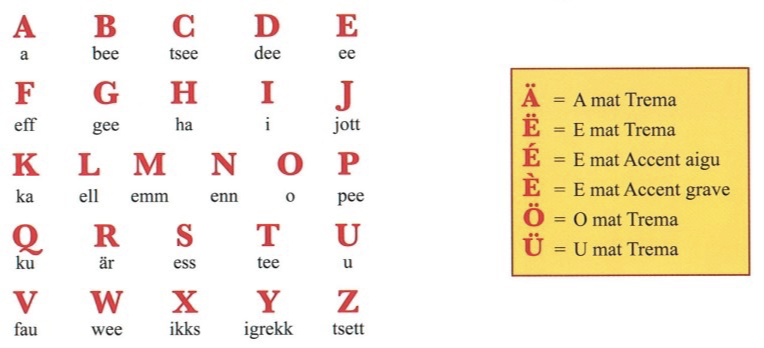 A B C D E
a bee tsee dee ee
F G H I J
eff gee ha i jott
K L M N O P
ka ell emm enn o pee
Q R S T U
ku är ess tee u
V W X Y Z
fau wee ikks igrekk tsett
Ä = A mat Trema
Ë = E mat Trema
É = E mat Accent aigu
È = E mat Accent grave
Ö = O mat Trema
Ü = U mat Trema